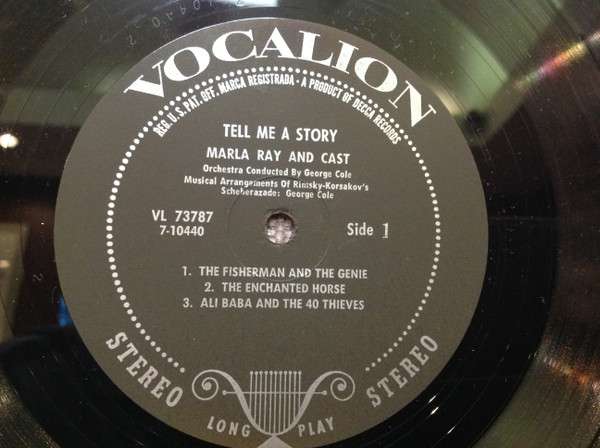 VOCALION
REG. U.S. PAT. OFF. MARCA REGISTRADA • A PRODUCT OF DECCA RECORDS
TELL ME A STORY
MARLA RAY AND CAST
Orchestra Conducted By George Cole
Musical Arrangements Of Rimsky-Korsakov's
Scheherazade: George Cole
VL 73787
7-10440
Side 1
1. THE FISHERMAN AND THE GENIE
2. THE ENCHANTED HORSE
3. ALI BABA AND THE 40 THIEVES
STEREO
LONG PLAY
STEREO